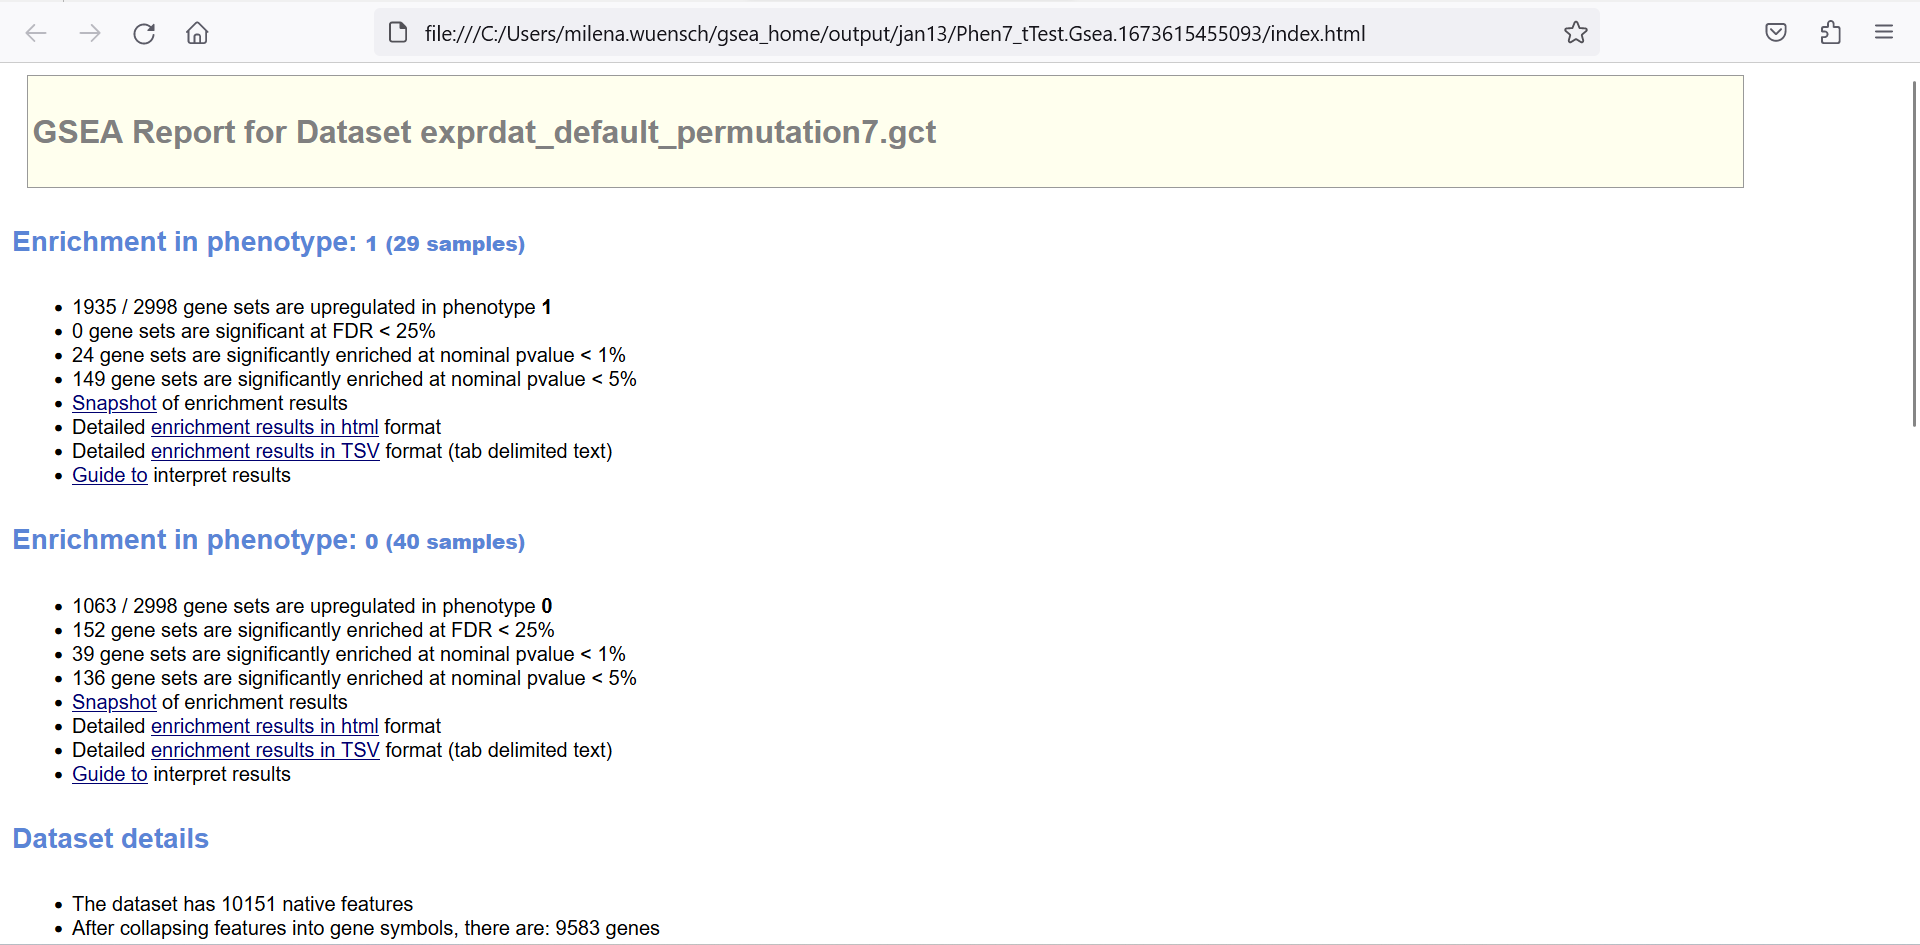 file:///C:/Users/milena.wuensch/gsea_home/output/jan13/Phen7_tTest.Gsea.1673615455093/index.html
GSEA Report for Dataset exprdat_default_permutation7.gct
Enrichment in phenotype: 1 (29 samples)
• 1935 / 2998 gene sets are upregulated in phenotype 1
• 0 gene sets are significant at FDR < 25%
• 24 gene sets are significantly enriched at nominal pvalue < 1%
• 149 gene sets are significantly enriched at nominal pvalue < 5%
• Snapshot of enrichment results
• Detailed enrichment results in html format
• Detailed enrichment results in TSV format (tab delimited text)
• Guide to interpret results
Enrichment in phenotype: 0 (40 samples)
• 1063 / 2998 gene sets are upregulated in phenotype 0
• 152 gene sets are significantly enriched at FDR < 25%
• 39 gene sets are significantly enriched at nominal pvalue < 1%
• 136 gene sets are significantly enriched at nominal pvalue < 5%
• Snapshot of enrichment results
• Detailed enrichment results in html format
• Detailed enrichment results in TSV format (tab delimited text)
• Guide to interpret results
Dataset details
• The dataset has 10151 native features
• After collapsing features into gene symbols, there are: 9583 genes